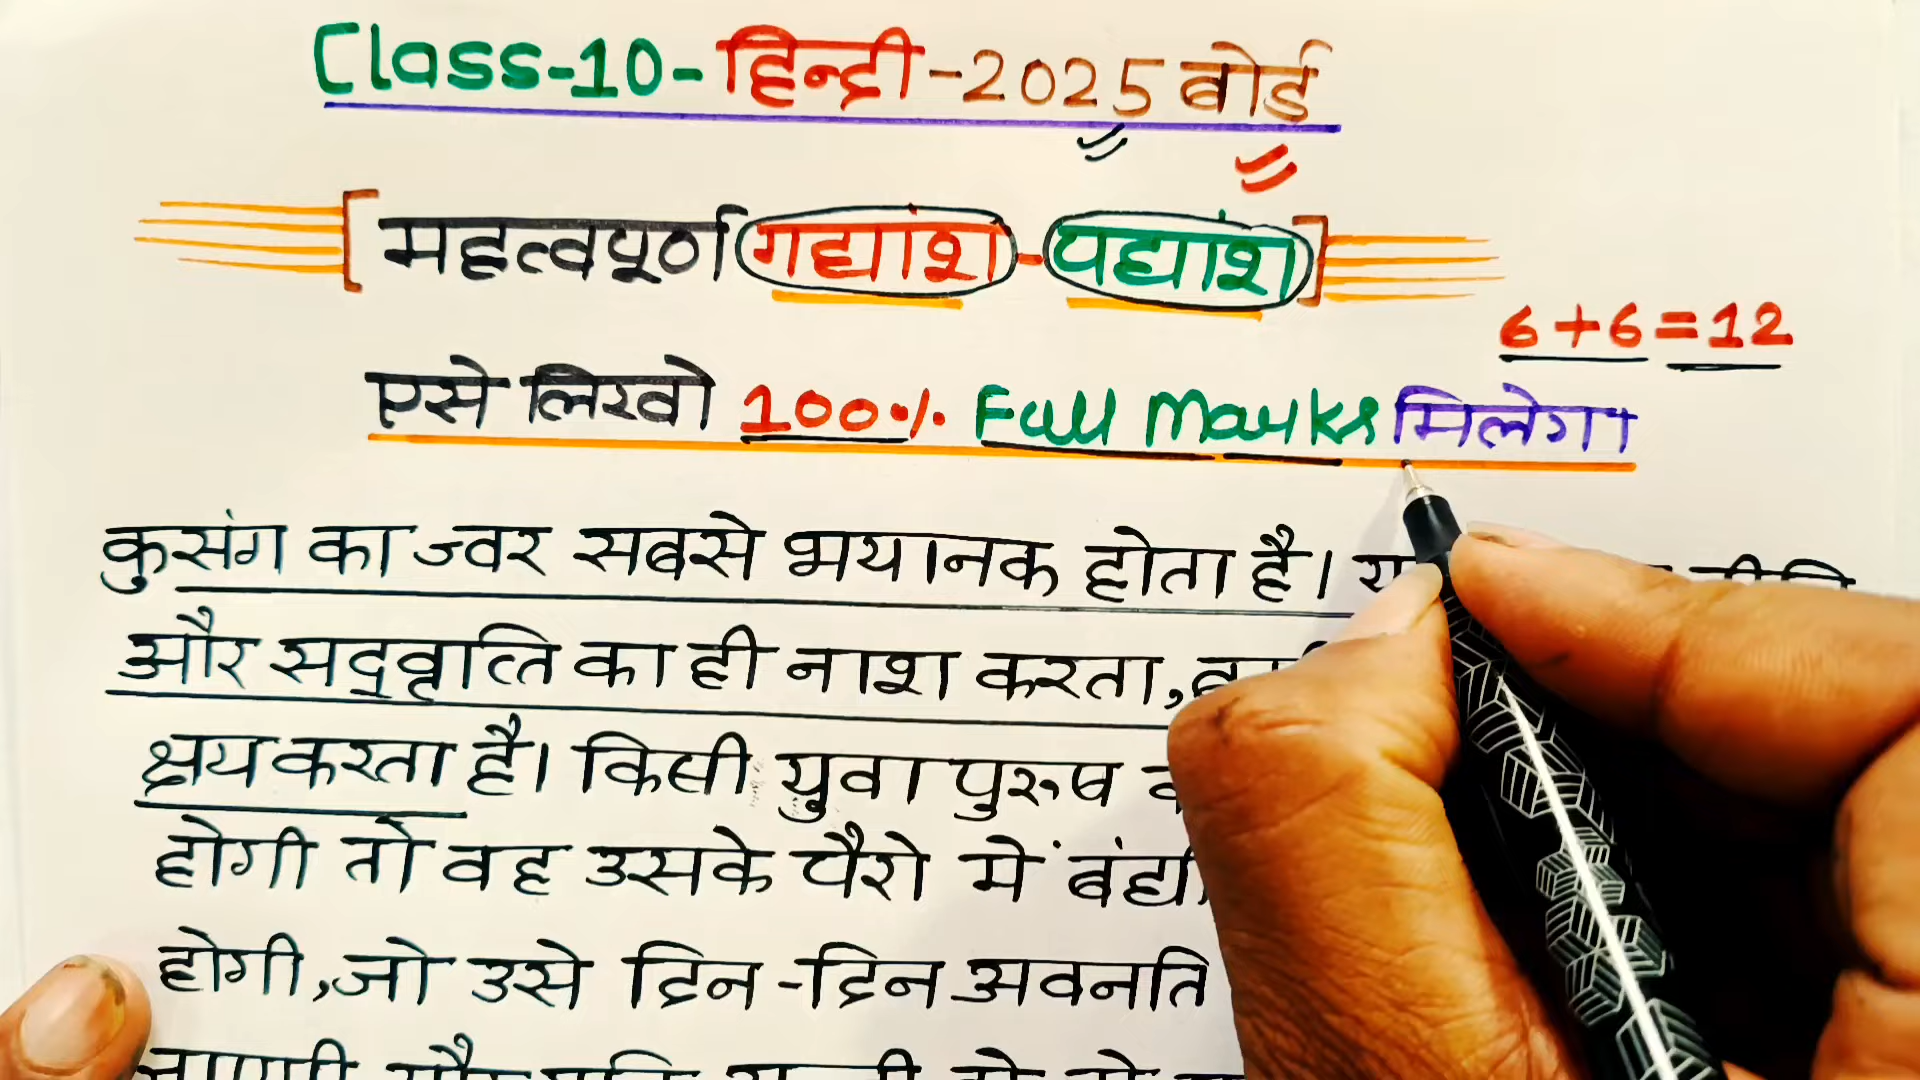 Class-10-हिन्दी-2025 बोर्ड
[महत्वपूर्ण गद्यांश-पद्यांश]
6+6=12
एसे लिखो 100% Full Marks मिलेगा
कुसंग का ज्वर सबसे भयानक होता है।
और सद्वृत्ति का ही नाश करता,
क्षय करता है। किसी युवा पुरुष
होगी तो वह उसके पैरो में बंधी
होगी, जो उसे दिन-दिन अवनति